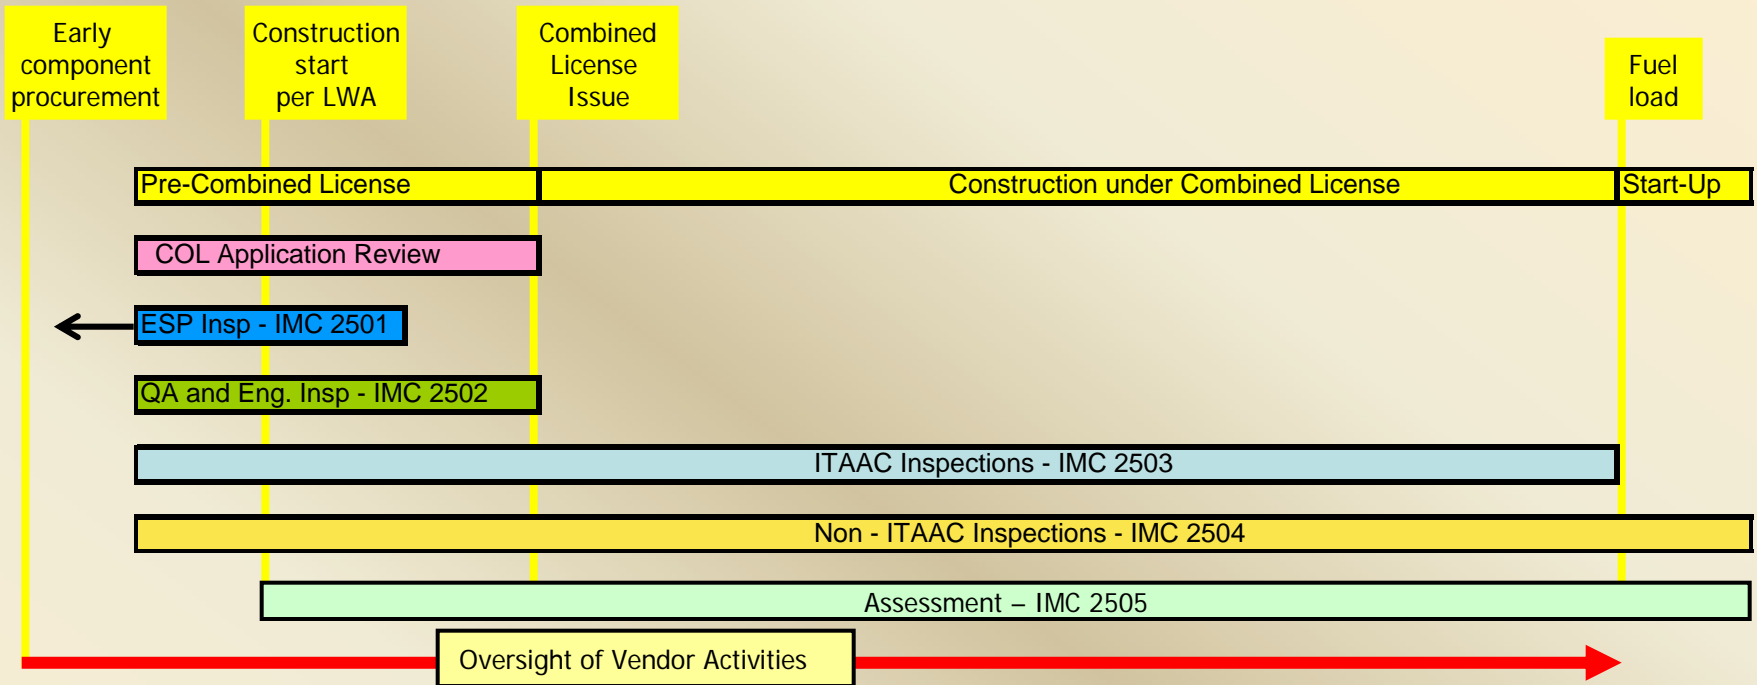 Early
component
procurement
Construction
start
per LWA
Combined
License
Issue
Fuel
load
Pre-Combined License
Construction under Combined License
Start-Up
COL Application Review
ESP Insp - IMC 2501
QA and Eng. Insp - IMC 2502
ITAAC Inspections - IMC 2503
Non - ITAAC Inspections - IMC 2504
Assessment – IMC 2505
Oversight of Vendor Activities